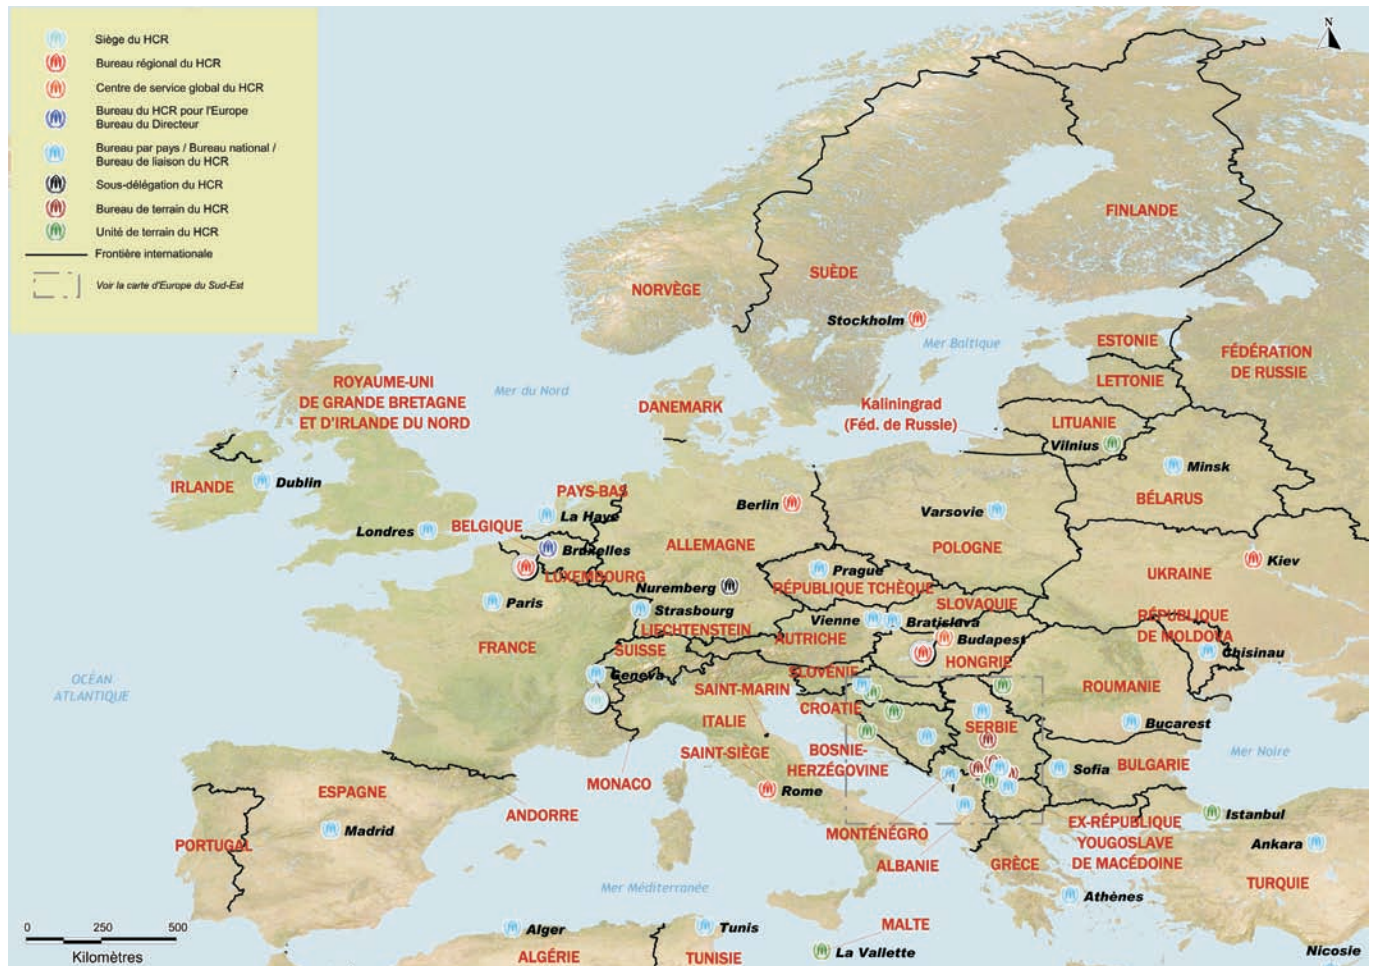 Siège du HCR
Bureau régional du HCR
Centre de service global du HCR
Bureau du HCR pour l'Europe
Bureau du Directeur
Bureau par pays / Bureau national /
Bureau de liaison du HCR
Sous-délégation du HCR
Bureau de terrain du HCR
Unité de terrain du HCR
Frontière internationale
Voir la carte d'Europe du Sud-Est
N
FINLANDE
SUÈDE
NORVÈGE
Stockholm
Mer Baltique
ESTONIE
FÉDÉRATION
DE RUSSIE
LETTONIE
ROYAUME-UNI
DE GRANDE BRETAGNE
ET D'IRLANDE DU NORD
Mer du Nord
DANEMARK
Kaliningrad
(Féd. de Russie)
LITUANIE
Vilnius
Minsk
BÉLARUS
IRLANDE
Dublin
PAYS-BAS
La Haye
Berlin
Varsovie
Londres
BELGIQUE
Bruxelles
ALLEMAGNE
POLOGNE
Kiev
UKRAINE
LUXEMBOURG
Prague
RÉPUBLIQUE TCHÈQUE
Nuremberg
Paris
Strasbourg
SLOVAQUIE
Vienne
Bratislava
RÉPUBLIQUE
DE MOLDOVA
LIECHTENSTEIN
AUTRICHE
Budapest
FRANCE
SUISSE
HONGRIE
Chisinau
Geneva
SLOVÉNIE
OCÉAN
ATLANTIQUE
SAINT-MARIN
ROUMANIE
CROATIE
ITALIE
SERBIE
Bucarest
SAINT-SIÈGE
BOSNIE-
HERZÉGOVINE
Mer Noire
MONACO
Sofia
BULGARIE
ESPAGNE
Rome
ANDORRE
Istanbul
Madrid
MONTÉNÉGRO
EX-RÉPUBLIQUE
YOUGOSLAVE
DE MACÉDOINE
PORTUGAL
Ankara
ALBANIE
GRÈCE
TURQUIE
Mer Méditerranée
Athènes
0 250 500
Kilomètres
Alger
Tunis
MALTE
La Vallette
ALGÉRIE
TUNISIE
Nicosie